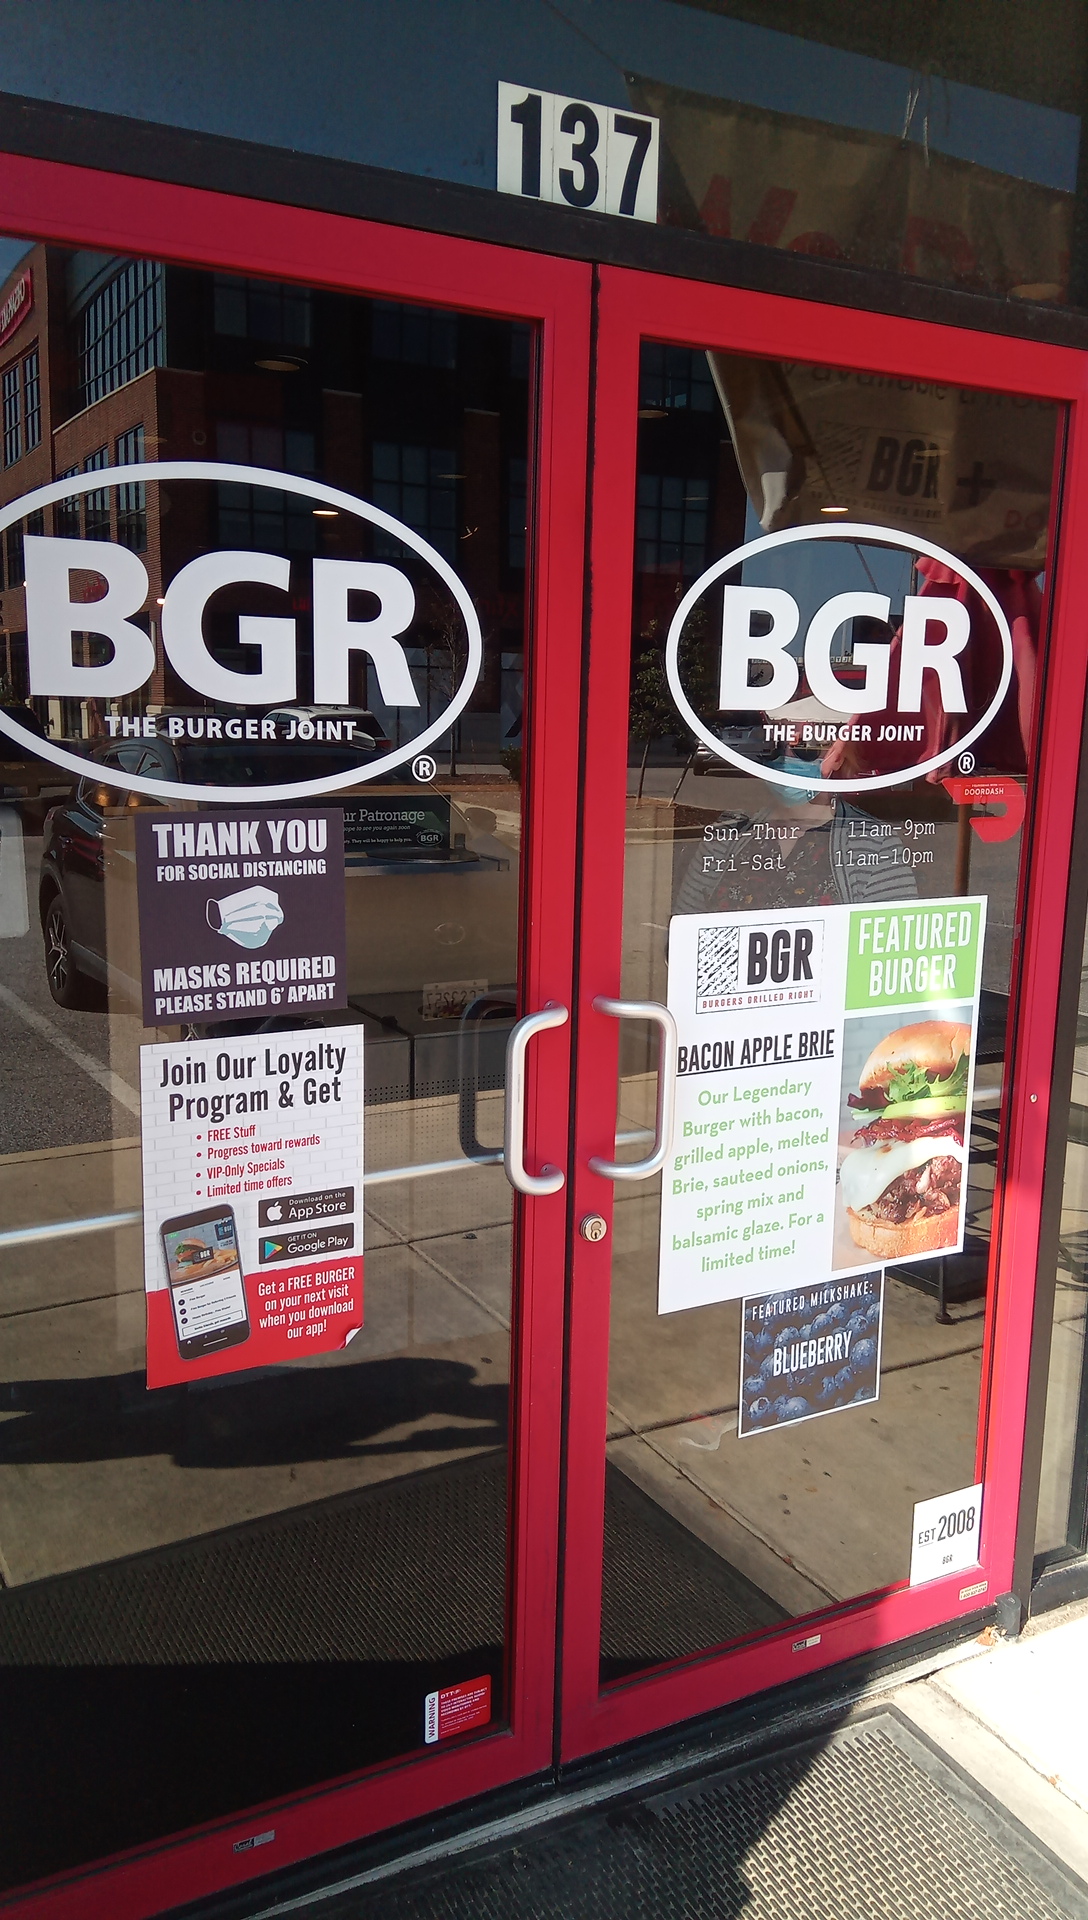 137
BGR
THE BURGER JOINT
®
THANK YOU
FOR SOCIAL DISTANCING
MASKS REQUIRED
PLEASE STAND 6' APART
Join Our Loyalty
Program & Get
• FREE Stuff
• Progress toward rewards
• VIP-Only Specials
• Limited time offers
Download on the
App Store
GET IT ON
Google Play
Get a FREE BURGER
on your next visit
when you download
our app!
WARNING
Patronage
BGR
BGR
THE BURGER JOINT
®
DOORDASH
Sun-Thur 11am-9pm
Fri-Sat 11am-10pm
BGR
BURGERS GRILLED RIGHT
FEATURED
BURGER
BACON APPLE BRIE
Our Legendary
Burger with bacon,
grilled apple, melted
Brie, sauteed onions,
spring mix and
balsamic glaze. For a
limited time!
FEATURED MILKSHAKE:
BLUEBERRY
EST 2008
BGR
BGR +